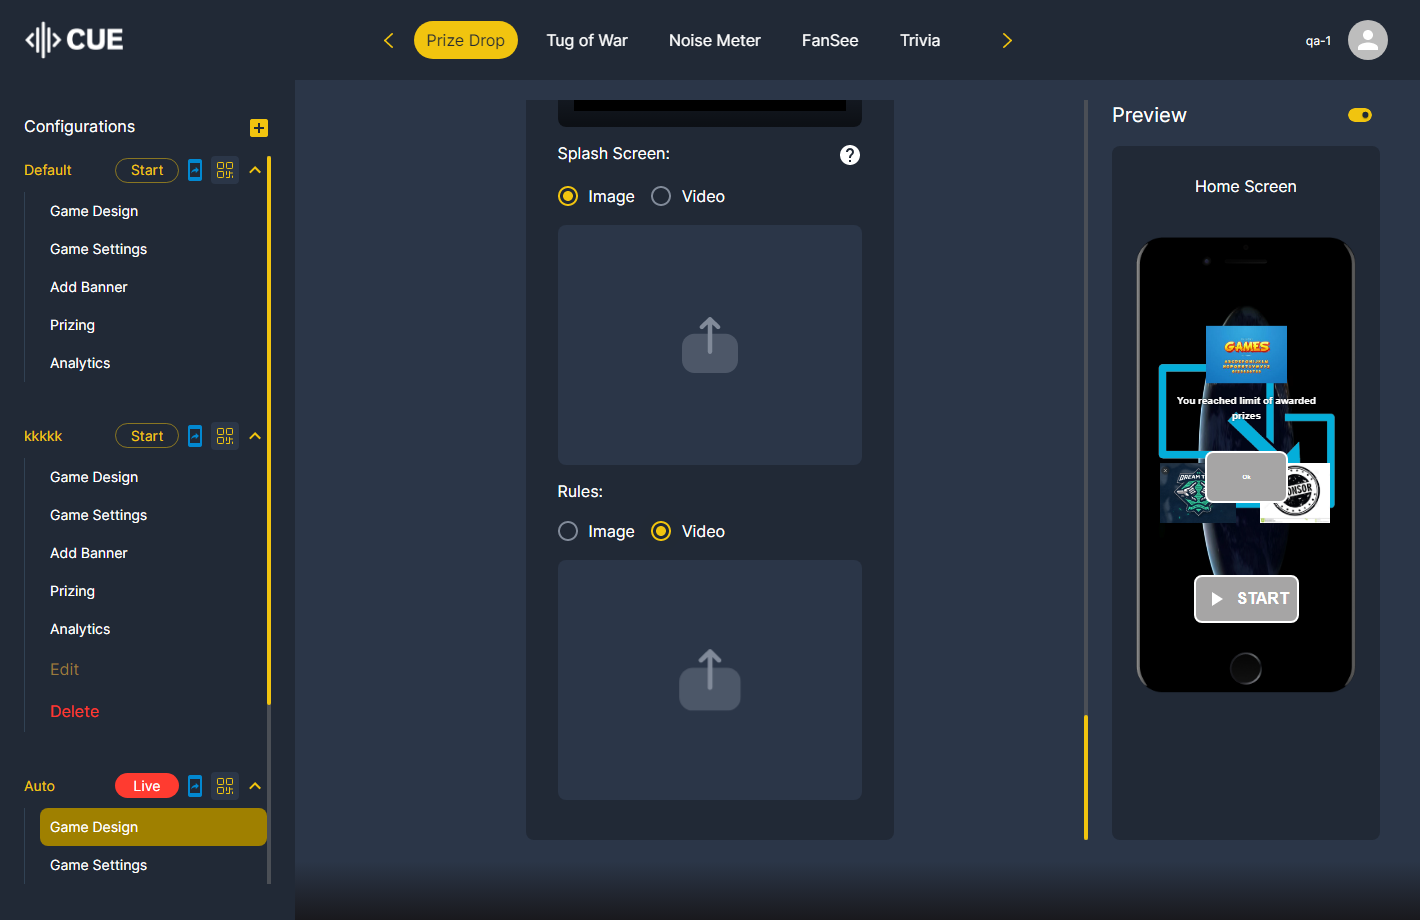 CUE
Prize Drop
Tug of War
Noise Meter
FanSee
Trivia
qa-1
Configurations
Default
Start
Game Design
Game Settings
Add Banner
Prizing
Analytics
kkkkk
Start
Game Design
Game Settings
Add Banner
Prizing
Analytics
Edit
Delete
Auto
Live
Game Design
Game Settings
Splash Screen:
?
Image
Video
Rules:
Image
Video
Preview
Home Screen
GAMES
You reached limit of awarded
prizes
DREAM T
Ok
NSOR
START